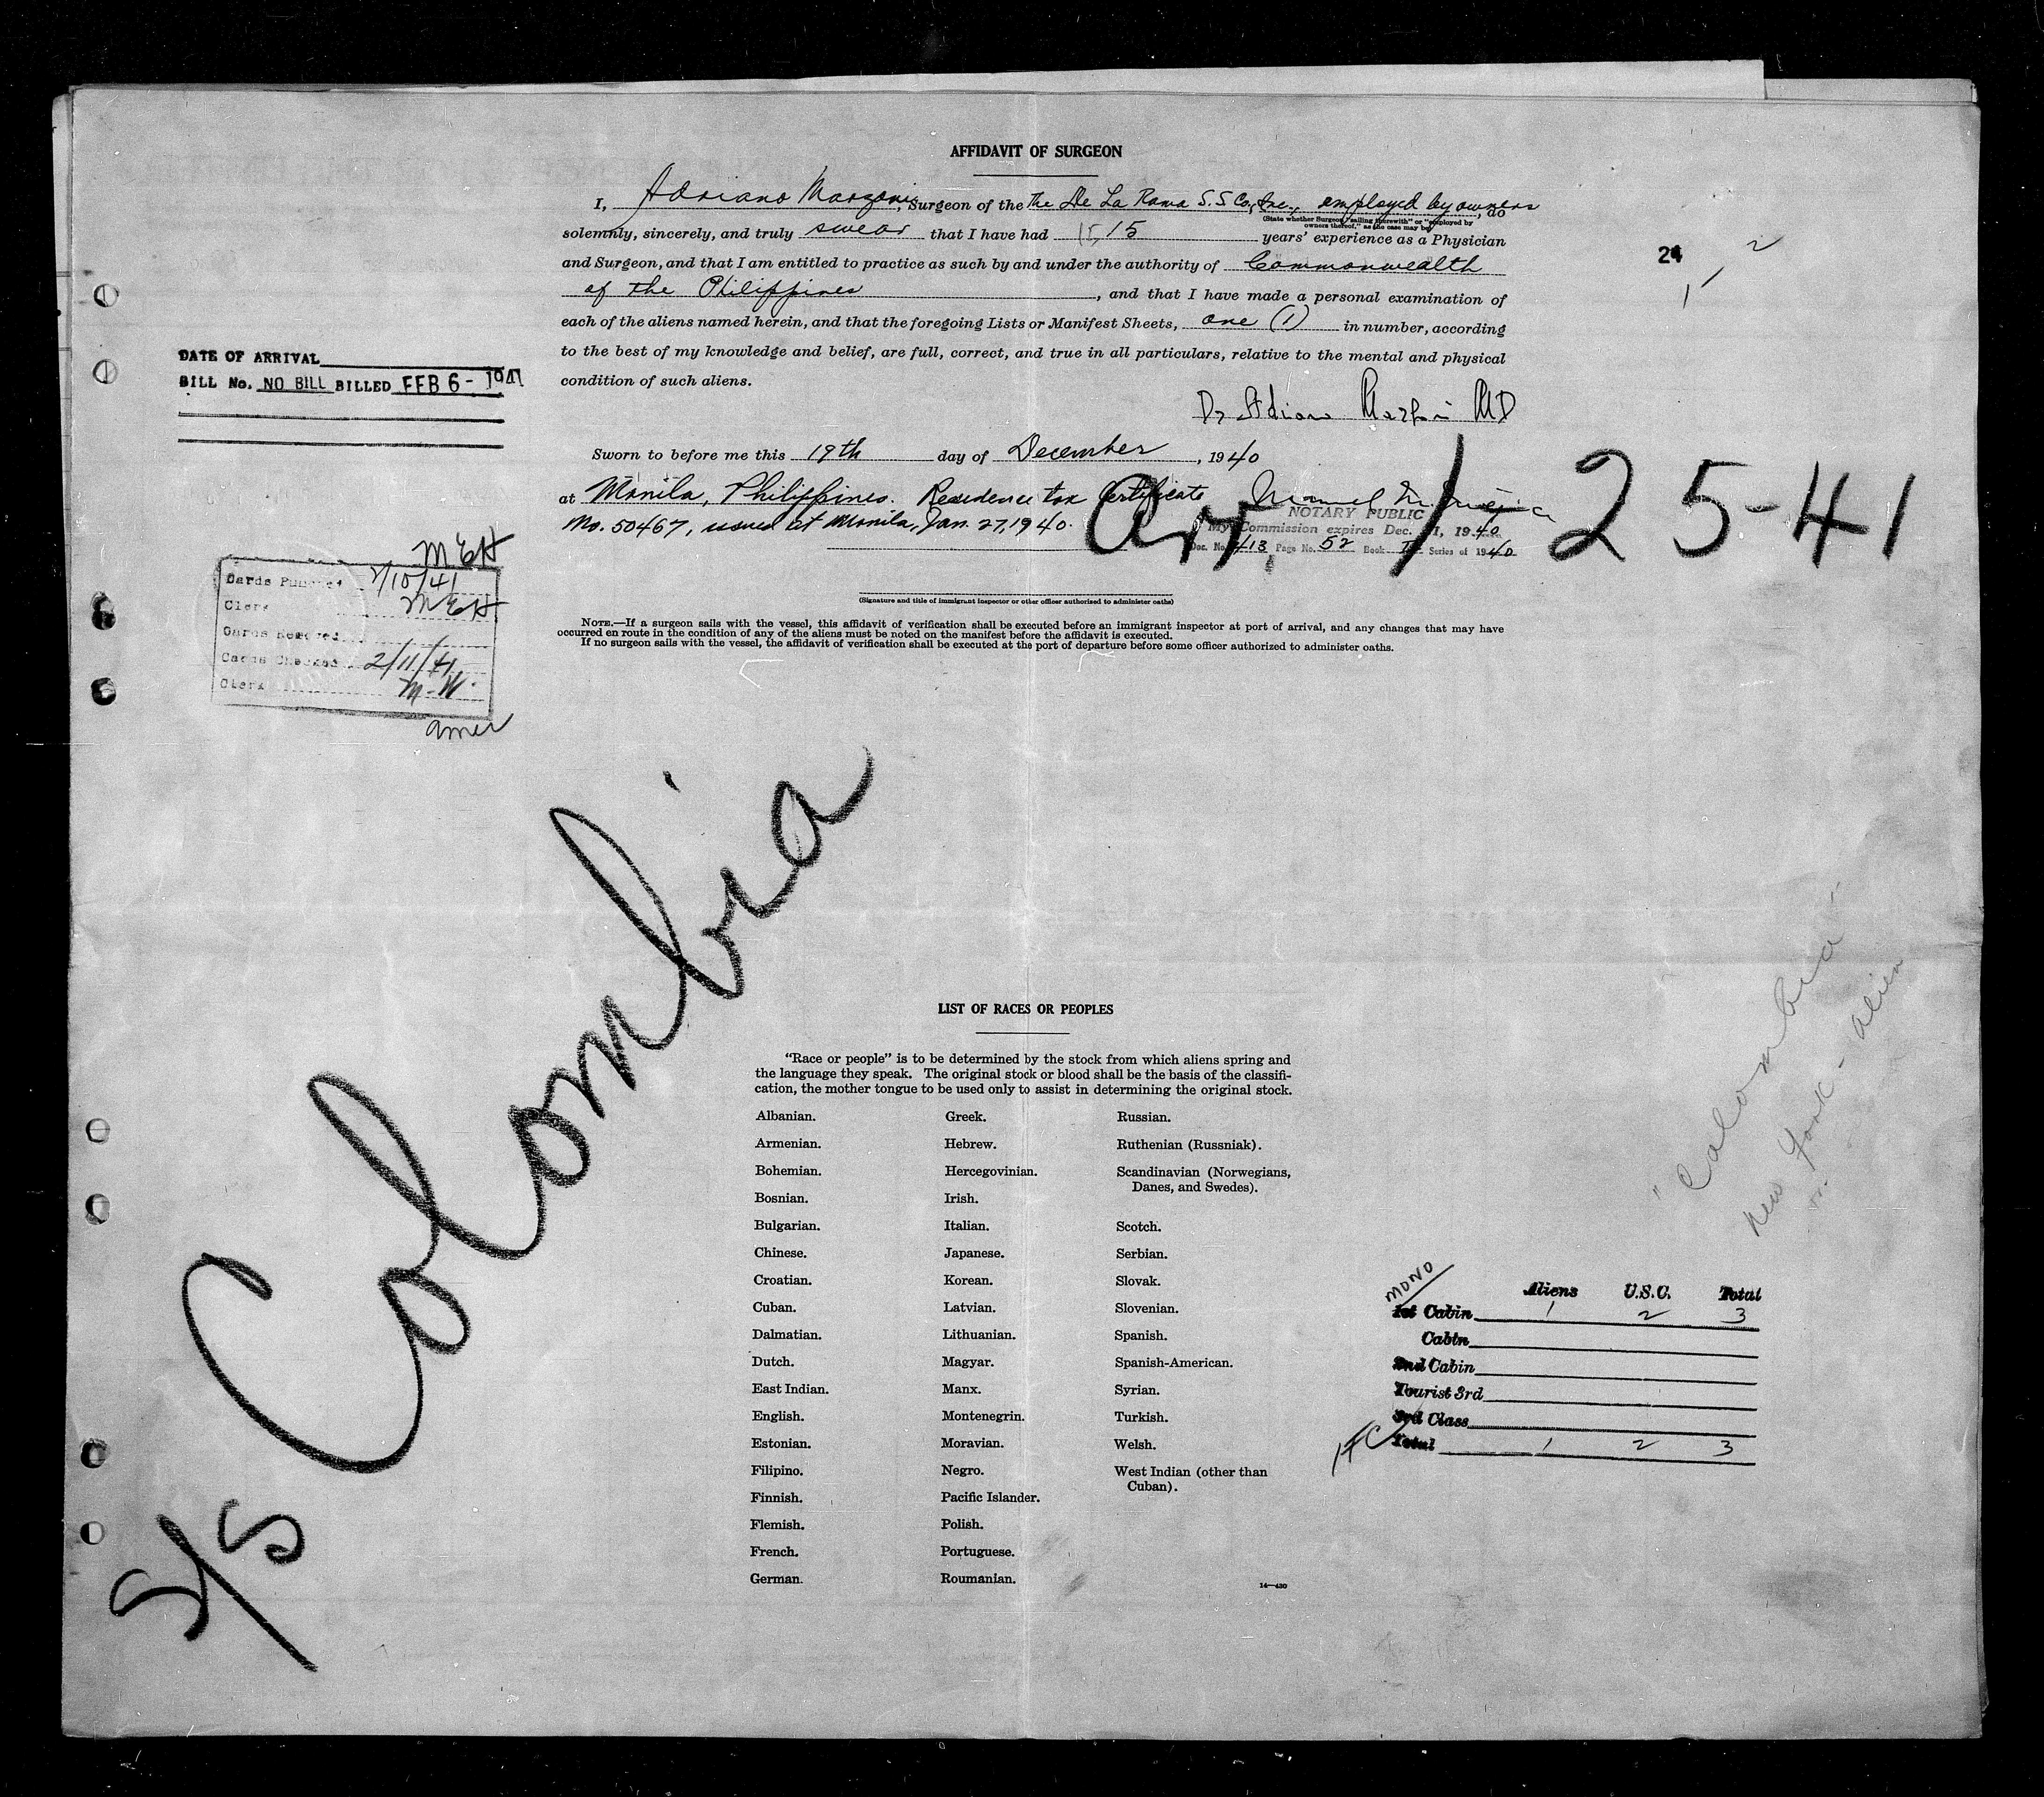 AFFIDAVIT OF SURGEON
I, Adriano Marzoni, Surgeon of the The De La Rama S.S Co., Inc., employed by owners, do
(State whether Surgeon "sailing therewith" or "employed by
owners thereof," as the case may be)
solemnly, sincerely, and truly swear that I have had 15, 15 years' experience as a Physician
and Surgeon, and that I am entitled to practice as such by and under the authority of Commonwealth
of the Philippines, and that I have made a personal examination of
each of the aliens named herein, and that the foregoing Lists or Manifest Sheets, one (1) in number, according
to the best of my knowledge and belief, are full, correct, and true in all particulars, relative to the mental and physical
condition of such aliens.
24
1 2
DATE OF ARRIVAL
BILL No. NO BILL BILLED FEB 6 - 1941
Dr Adriano MD
Sworn to before me this 19th day of December, 1940
at Manila, Philippines. Residence tax Certificate
No. 50467, issued at Manila, Jan. 27, 1940.
NOTARY PUBLIC
My Commission expires Dec. 31, 1940
Doc. No. 413 Page No. 52 Book I Series of 1940
Arr 1/25-41
(Signature and title of immigrant inspector or other officer authorized to administer oaths)
NOTE.—If a surgeon sails with the vessel, this affidavit of verification shall be executed before an immigrant inspector at port of arrival, and any changes that may have
occurred en route in the condition of any of the aliens must be noted on the manifest before the affidavit is executed.
If no surgeon sails with the vessel, the affidavit of verification shall be executed at the port of departure before some officer authorized to administer oaths.
MEH
Cards Punched 2/10/41
Clerk MEH
Cards Removed
Cards Checked 2/11/41
Clerk M-W
amer
S/S Colombia
LIST OF RACES OR PEOPLES
"Race or people" is to be determined by the stock from which aliens spring and
the language they speak. The original stock or blood shall be the basis of the classifi-
cation, the mother tongue to be used only to assist in determining the original stock.
Albanian.
Armenian.
Bohemian.
Bosnian.
Bulgarian.
Chinese.
Croatian.
Cuban.
Dalmatian.
Dutch.
East Indian.
English.
Estonian.
Filipino.
Finnish.
Flemish.
French.
German.
Greek.
Hebrew.
Hercegovinian.
Irish.
Italian.
Japanese.
Korean.
Latvian.
Lithuanian.
Magyar.
Manx.
Montenegrin.
Moravian.
Negro.
Pacific Islander.
Polish.
Portuguese.
Roumanian.
Russian.
Ruthenian (Russniak).
Scandinavian (Norwegians,
Danes, and Swedes).
Scotch.
Serbian.
Slovak.
Slovenian.
Spanish.
Spanish-American.
Syrian.
Turkish.
Welsh.
West Indian (other than
Cuban).
14—430
"Colombia"
New York - alien
MONO
Aliens U.S.C. Total
1st Cabin 1 2 3
Cabin
2nd Cabin
Tourist 3rd
3rd Class
Total 1 2 3